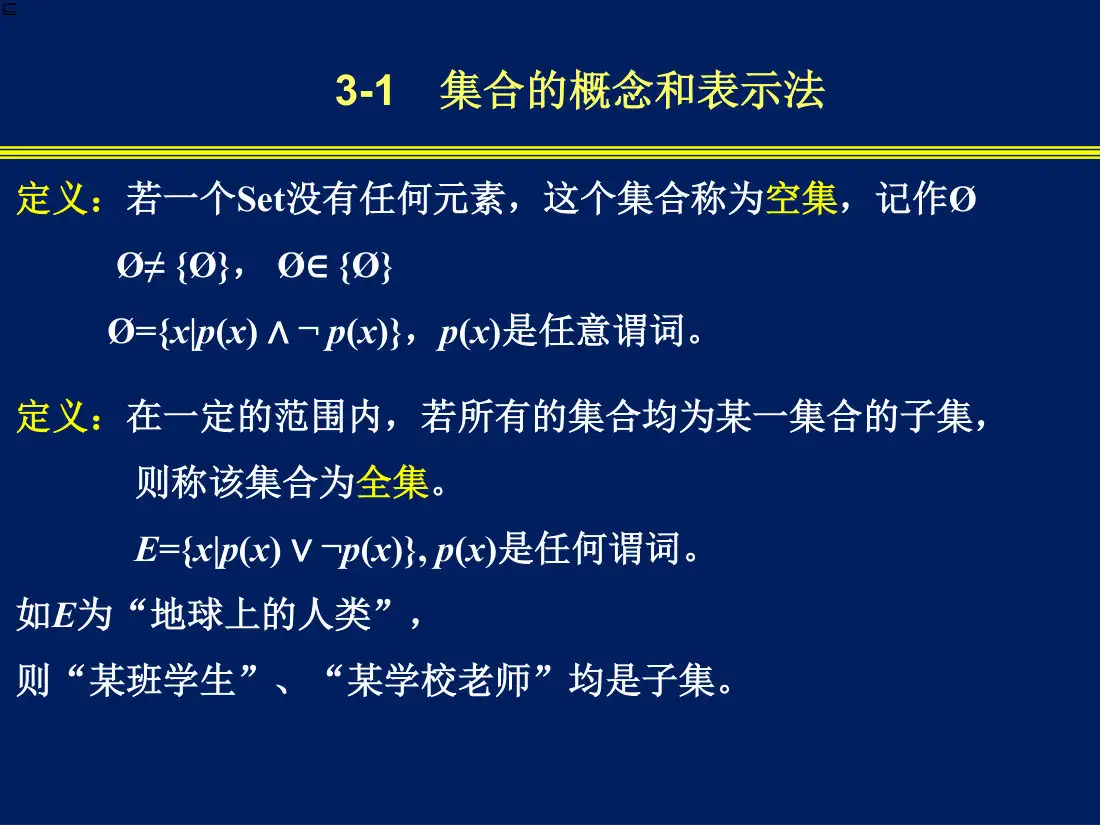 ⊆
3-1 集合的概念和表示法
定义：若一个Set没有任何元素，这个集合称为空集，记作Ø
Ø≠ {Ø}， Ø∈ {Ø}
Ø={x|p(x) ∧ ¬ p(x)}，p(x)是任意谓词。
定义：在一定的范围内，若所有的集合均为某一集合的子集，
则称该集合为全集。
E={x|p(x) ∨ ¬p(x)}, p(x)是任何谓词。
如E为“地球上的人类”，
则“某班学生”、“某学校老师”均是子集。